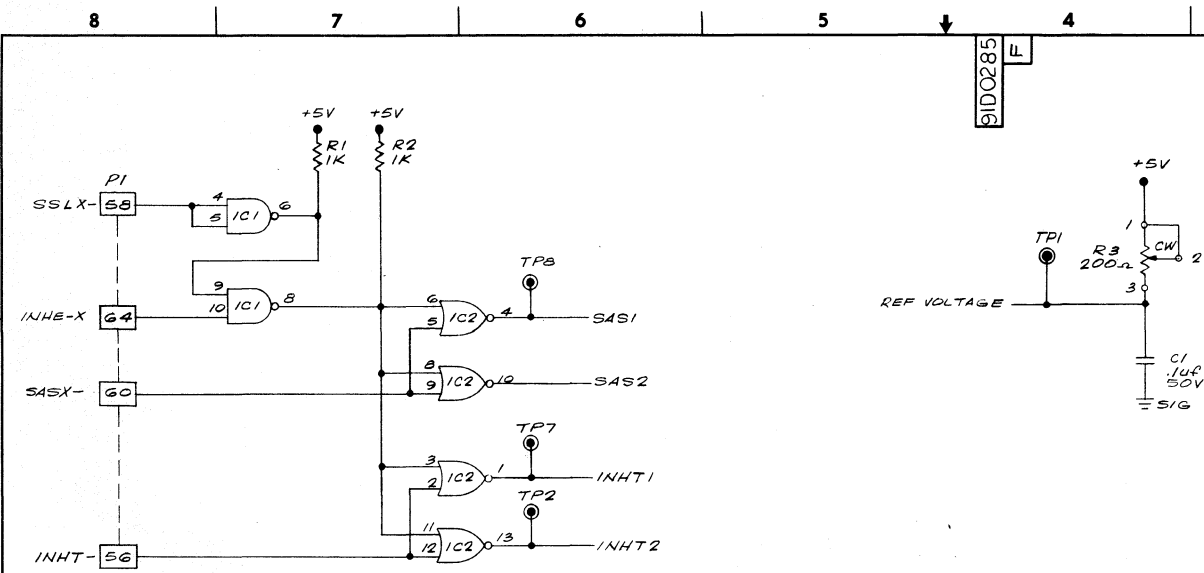 8 7 6 5 4
91D0285 F
+5V +5V
R1 1K
R2 1K
P1
SSLX- 58
4
5
IC1
6
9
10
IC1
8
INHE-X 64
SASX- 60
INHT- 56
TP8
6
5
IC2
4
SAS1
8
9
IC2
10
SAS2
TP7
3
2
IC2
1
INHT1
TP2
11
12
IC2
13
INHT2
+5V
TP1
1
R3
200Ω
CW
2
3
REF VOLTAGE
C1
.1uf
50V
SIG